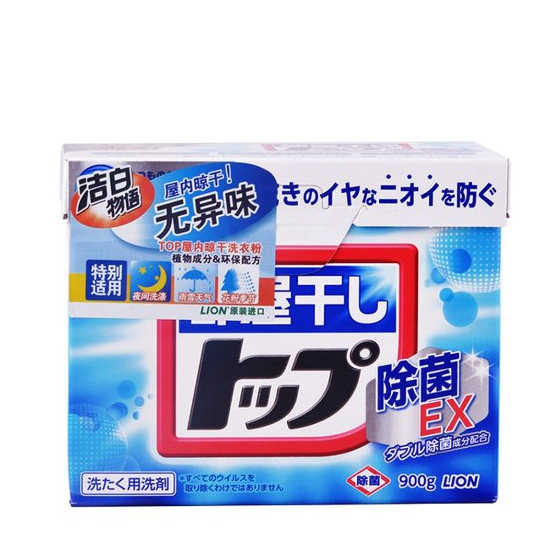 洁白
物语
屋内晾干!
无异味
TOP屋内晾干洗衣粉
植物成分&环保配方
特别
适用
夜间洗涤
雨雪天气
花粉季节
LION 原装进口
きのイヤなニオイを防ぐ
屋干し
トップ
除菌
EX
ダブル除菌成分配合
洗たく用洗剤
*すべてのウイルスを
取り除くわけではありません
除菌
900g LION